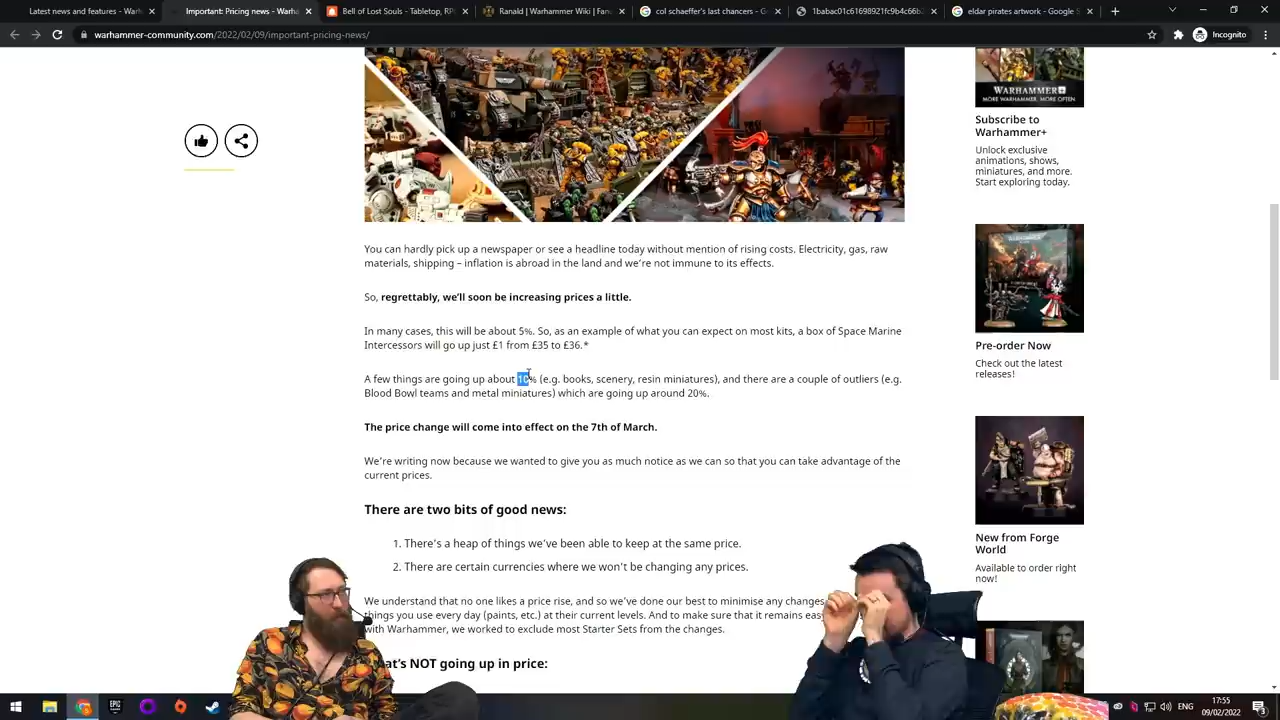 Latest news and features - Warh
Important: Pricing news - Warha
Bell of Lost Souls - Tabletop, RPG
Ranald | Warhammer Wiki | Fan
col schaeffer's last chancers - G
1babac01c61698921fc9b4c66b2
eldar pirates artwork - Google S
warhammer-community.com/2022/02/09/important-pricing-news/
Incognito
WARHAMMER+
MORE WARHAMMER. MORE OFTEN
Subscribe to
Warhammer+
Unlock exclusive
animations, shows,
miniatures, and more.
Start exploring today.
You can hardly pick up a newspaper or see a headline today without mention of rising costs. Electricity, gas, raw
materials, shipping – inflation is abroad in the land and we're not immune to its effects.
So, regrettably, we'll soon be increasing prices a little.
In many cases, this will be about 5%. So, as an example of what you can expect on most kits, a box of Space Marine
Intercessors will go up just £1 from £35 to £36.*
Pre-order Now
Check out the latest
releases!
A few things are going up about 10% (e.g. books, scenery, resin miniatures), and there are a couple of outliers (e.g.
Blood Bowl teams and metal miniatures) which are going up around 20%.
The price change will come into effect on the 7th of March.
We're writing now because we wanted to give you as much notice as we can so that you can take advantage of the
current prices.
There are two bits of good news:
1. There's a heap of things we've been able to keep at the same price.
2. There are certain currencies where we won't be changing any prices.
New from Forge
World
Available to order right
now!
We understand that no one likes a price rise, and so we've done our best to minimise any changes
things you use every day (paints, etc.) at their current levels. And to make sure that it remains easy
with Warhammer, we worked to exclude most Starter Sets from the changes.
at's NOT going up in price:
ENG
17:55
09/02/2022